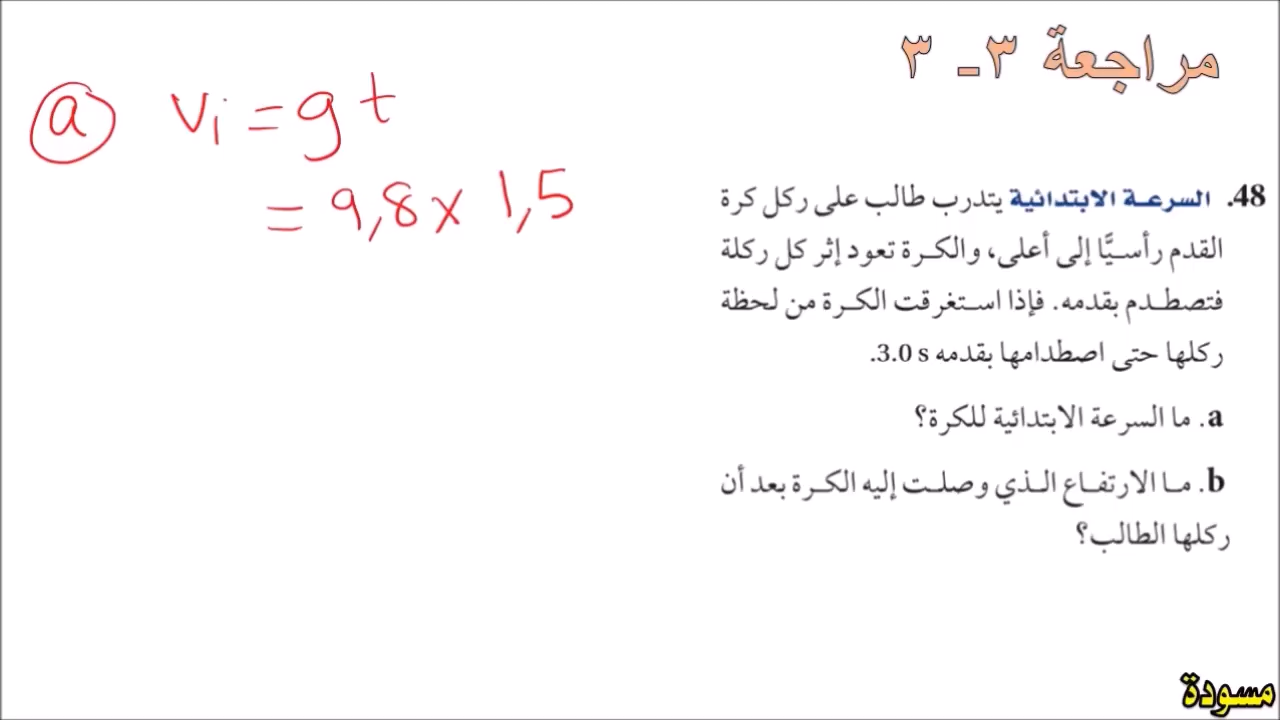 مراجعة ٣-٣
a vi = g t
= 9,8 x 1,5
48. السرعة الابتدائية يتدرب طالب على ركل كرة
القدم رأسيًّا إلى أعلى، والكرة تعود إثر كل ركلة
فتصطدم بقدمه. فإذا استغرقت الكرة من لحظة
ركلها حتى اصطدامها بقدمه 3.0 s.
a. ما السرعة الابتدائية للكرة؟
b. ما الارتفاع الذي وصلت إليه الكرة بعد أن
ركلها الطالب؟
مسودة